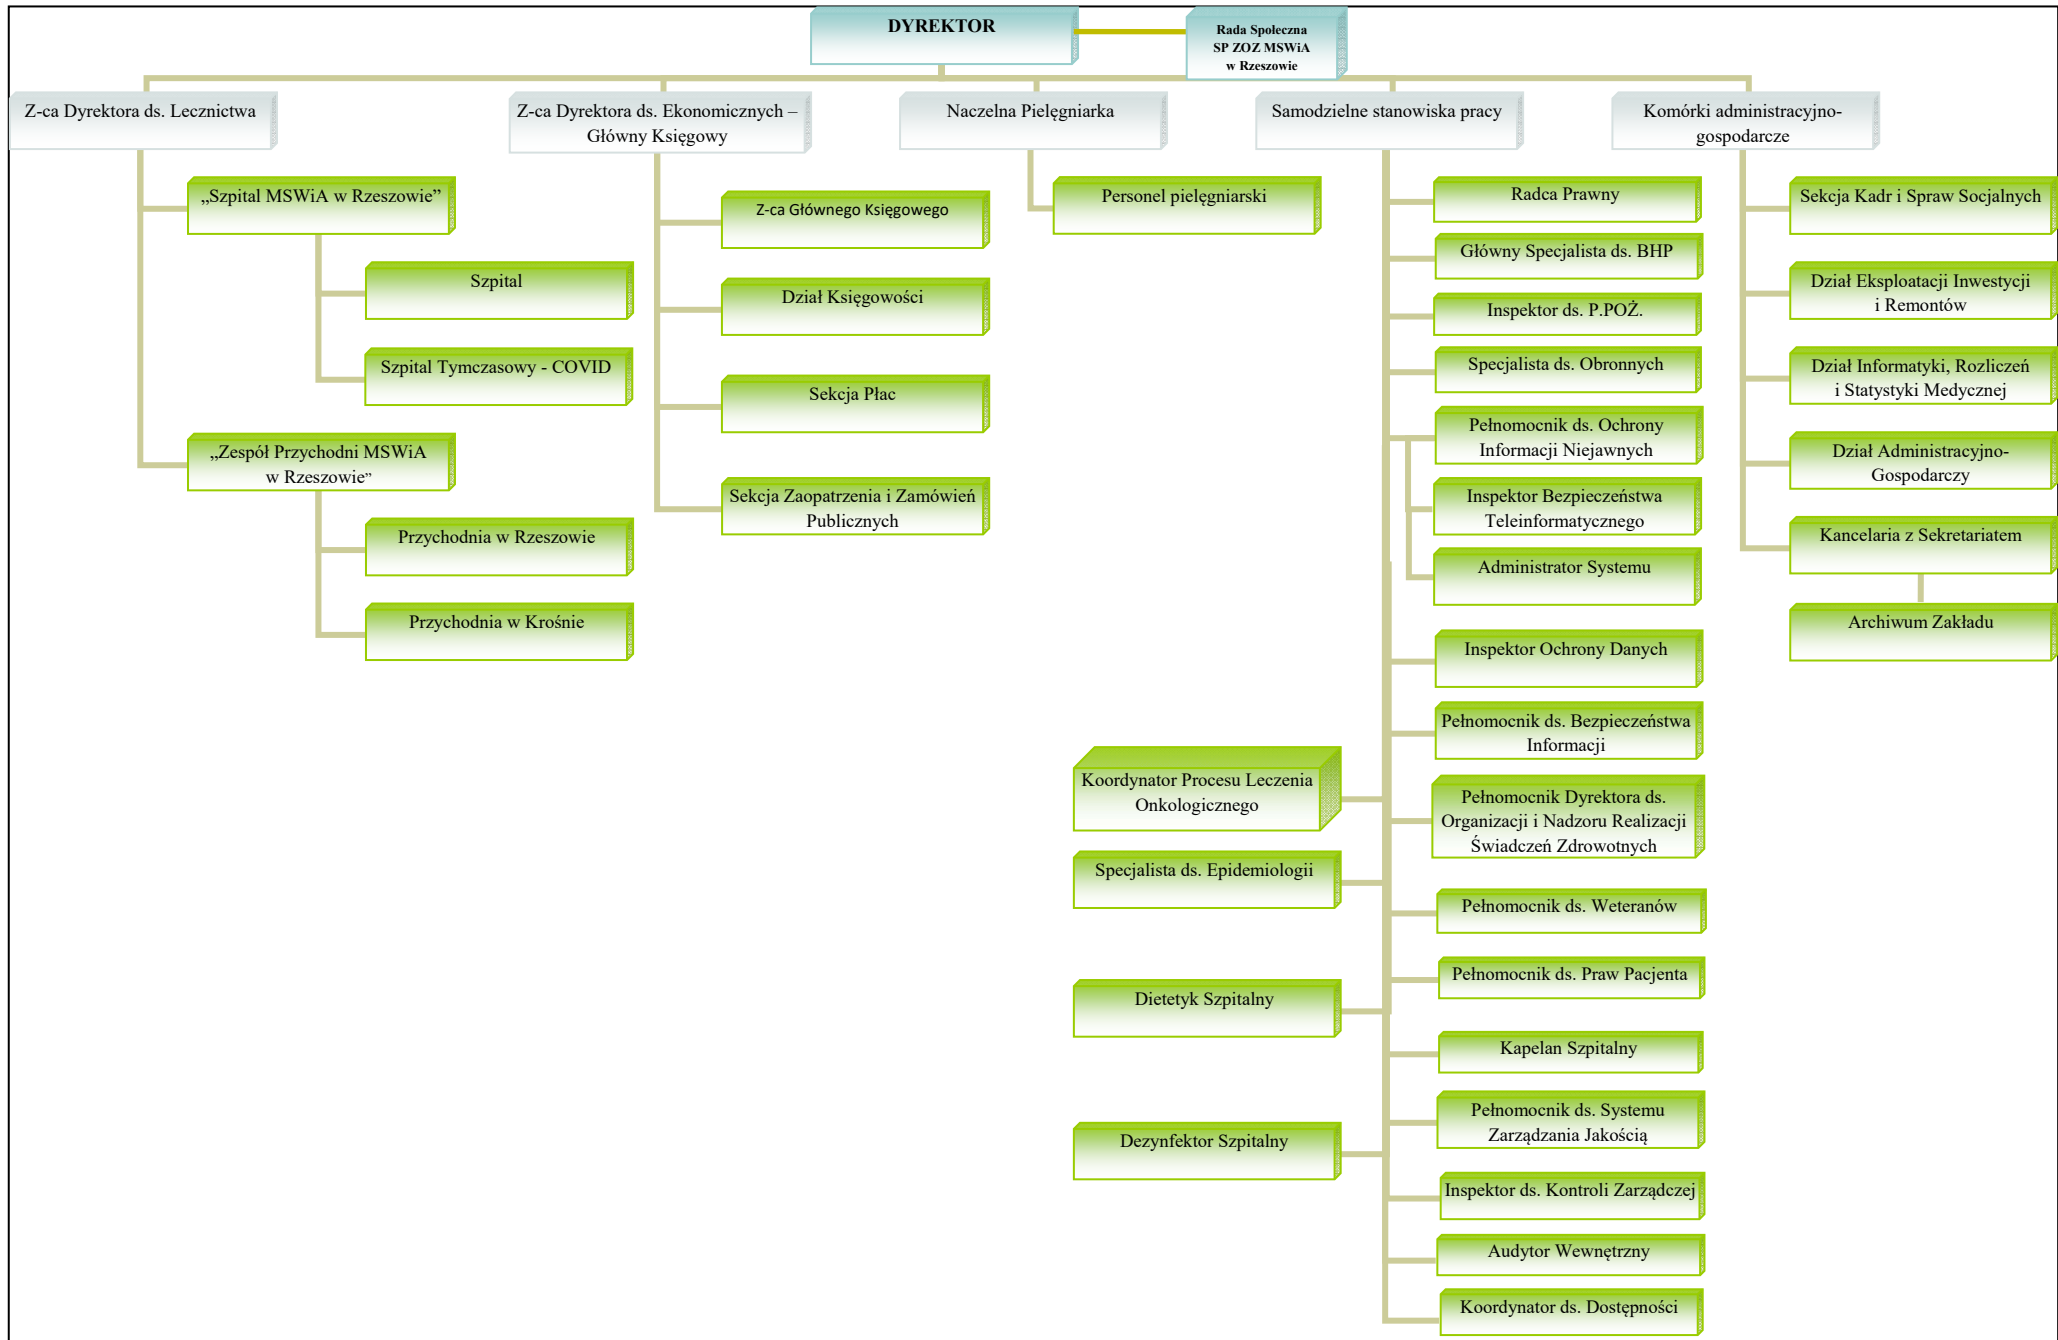 DYREKTOR
Rada Społeczna
SP ZOZ MSWiA
w Rzeszowie
Z-ca Dyrektora ds. Lecznictwa
„Szpital MSWiA w Rzeszowie”
Szpital
Szpital Tymczasowy - COVID
„Zespół Przychodni MSWiA
w Rzeszowie”
Przychodnia w Rzeszowie
Przychodnia w Krośnie
Z-ca Dyrektora ds. Ekonomicznych –
Główny Księgowy
Z-ca Głównego Księgowego
Dział Księgowości
Sekcja Płac
Sekcja Zaopatrzenia i Zamówień
Publicznych
Naczelna Pielęgniarka
Personel pielęgniarski
Samodzielne stanowiska pracy
Radca Prawny
Główny Specjalista ds. BHP
Inspektor ds. P.POŻ.
Specjalista ds. Obronnych
Pełnomocnik ds. Ochrony
Informacji Niejawnych
Inspektor Bezpieczeństwa
Teleinformatycznego
Administrator Systemu
Inspektor Ochrony Danych
Pełnomocnik ds. Bezpieczeństwa
Informacji
Koordynator Procesu Leczenia
Onkologicznego
Pełnomocnik Dyrektora ds.
Organizacji i Nadzoru Realizacji
Świadczeń Zdrowotnych
Specjalista ds. Epidemiologii
Pełnomocnik ds. Weteranów
Pełnomocnik ds. Praw Pacjenta
Dietetyk Szpitalny
Kapelan Szpitalny
Pełnomocnik ds. Systemu
Zarządzania Jakością
Dezynfektor Szpitalny
Inspektor ds. Kontroli Zarządczej
Audytor Wewnętrzny
Koordynator ds. Dostępności
Komórki administracyjno-
gospodarcze
Sekcja Kadr i Spraw Socjalnych
Dział Eksploatacji Inwestycji
i Remontów
Dział Informatyki, Rozliczeń
i Statystyki Medycznej
Dział Administracyjno-
Gospodarczy
Kancelaria z Sekretariatem
Archiwum Zakładu